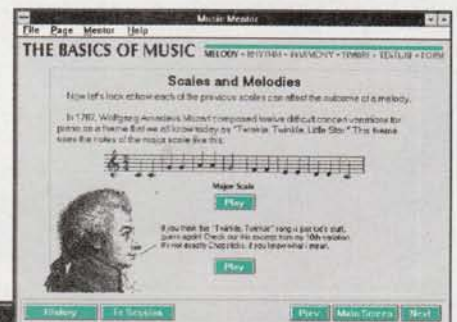 Music Mentor
File Page Mentor Help
THE BASICS OF MUSIC MELODY • RHYTHM • HARMONY • TIMBRE • TEXTURE • FORM
Scales and Melodies
Now let's look at how each of the previous scales can affect the outcome of a melody.
In 1782, Wolfgang Amadeus Mozart composed twelve difficult concert variations for
piano on a theme that we all know today as "Twinkle, Twinkle, Little Star." This theme
uses the notes of the major scale like this:
Major Scale
Play
If you think the "Twinkle, Twinkle" song is just kid's stuff,
guess again! Check out this excerpt from my 10th variation.
It's not exactly Chopsticks, if you know what I mean.
Play
History In Session Prev Main Screen Next